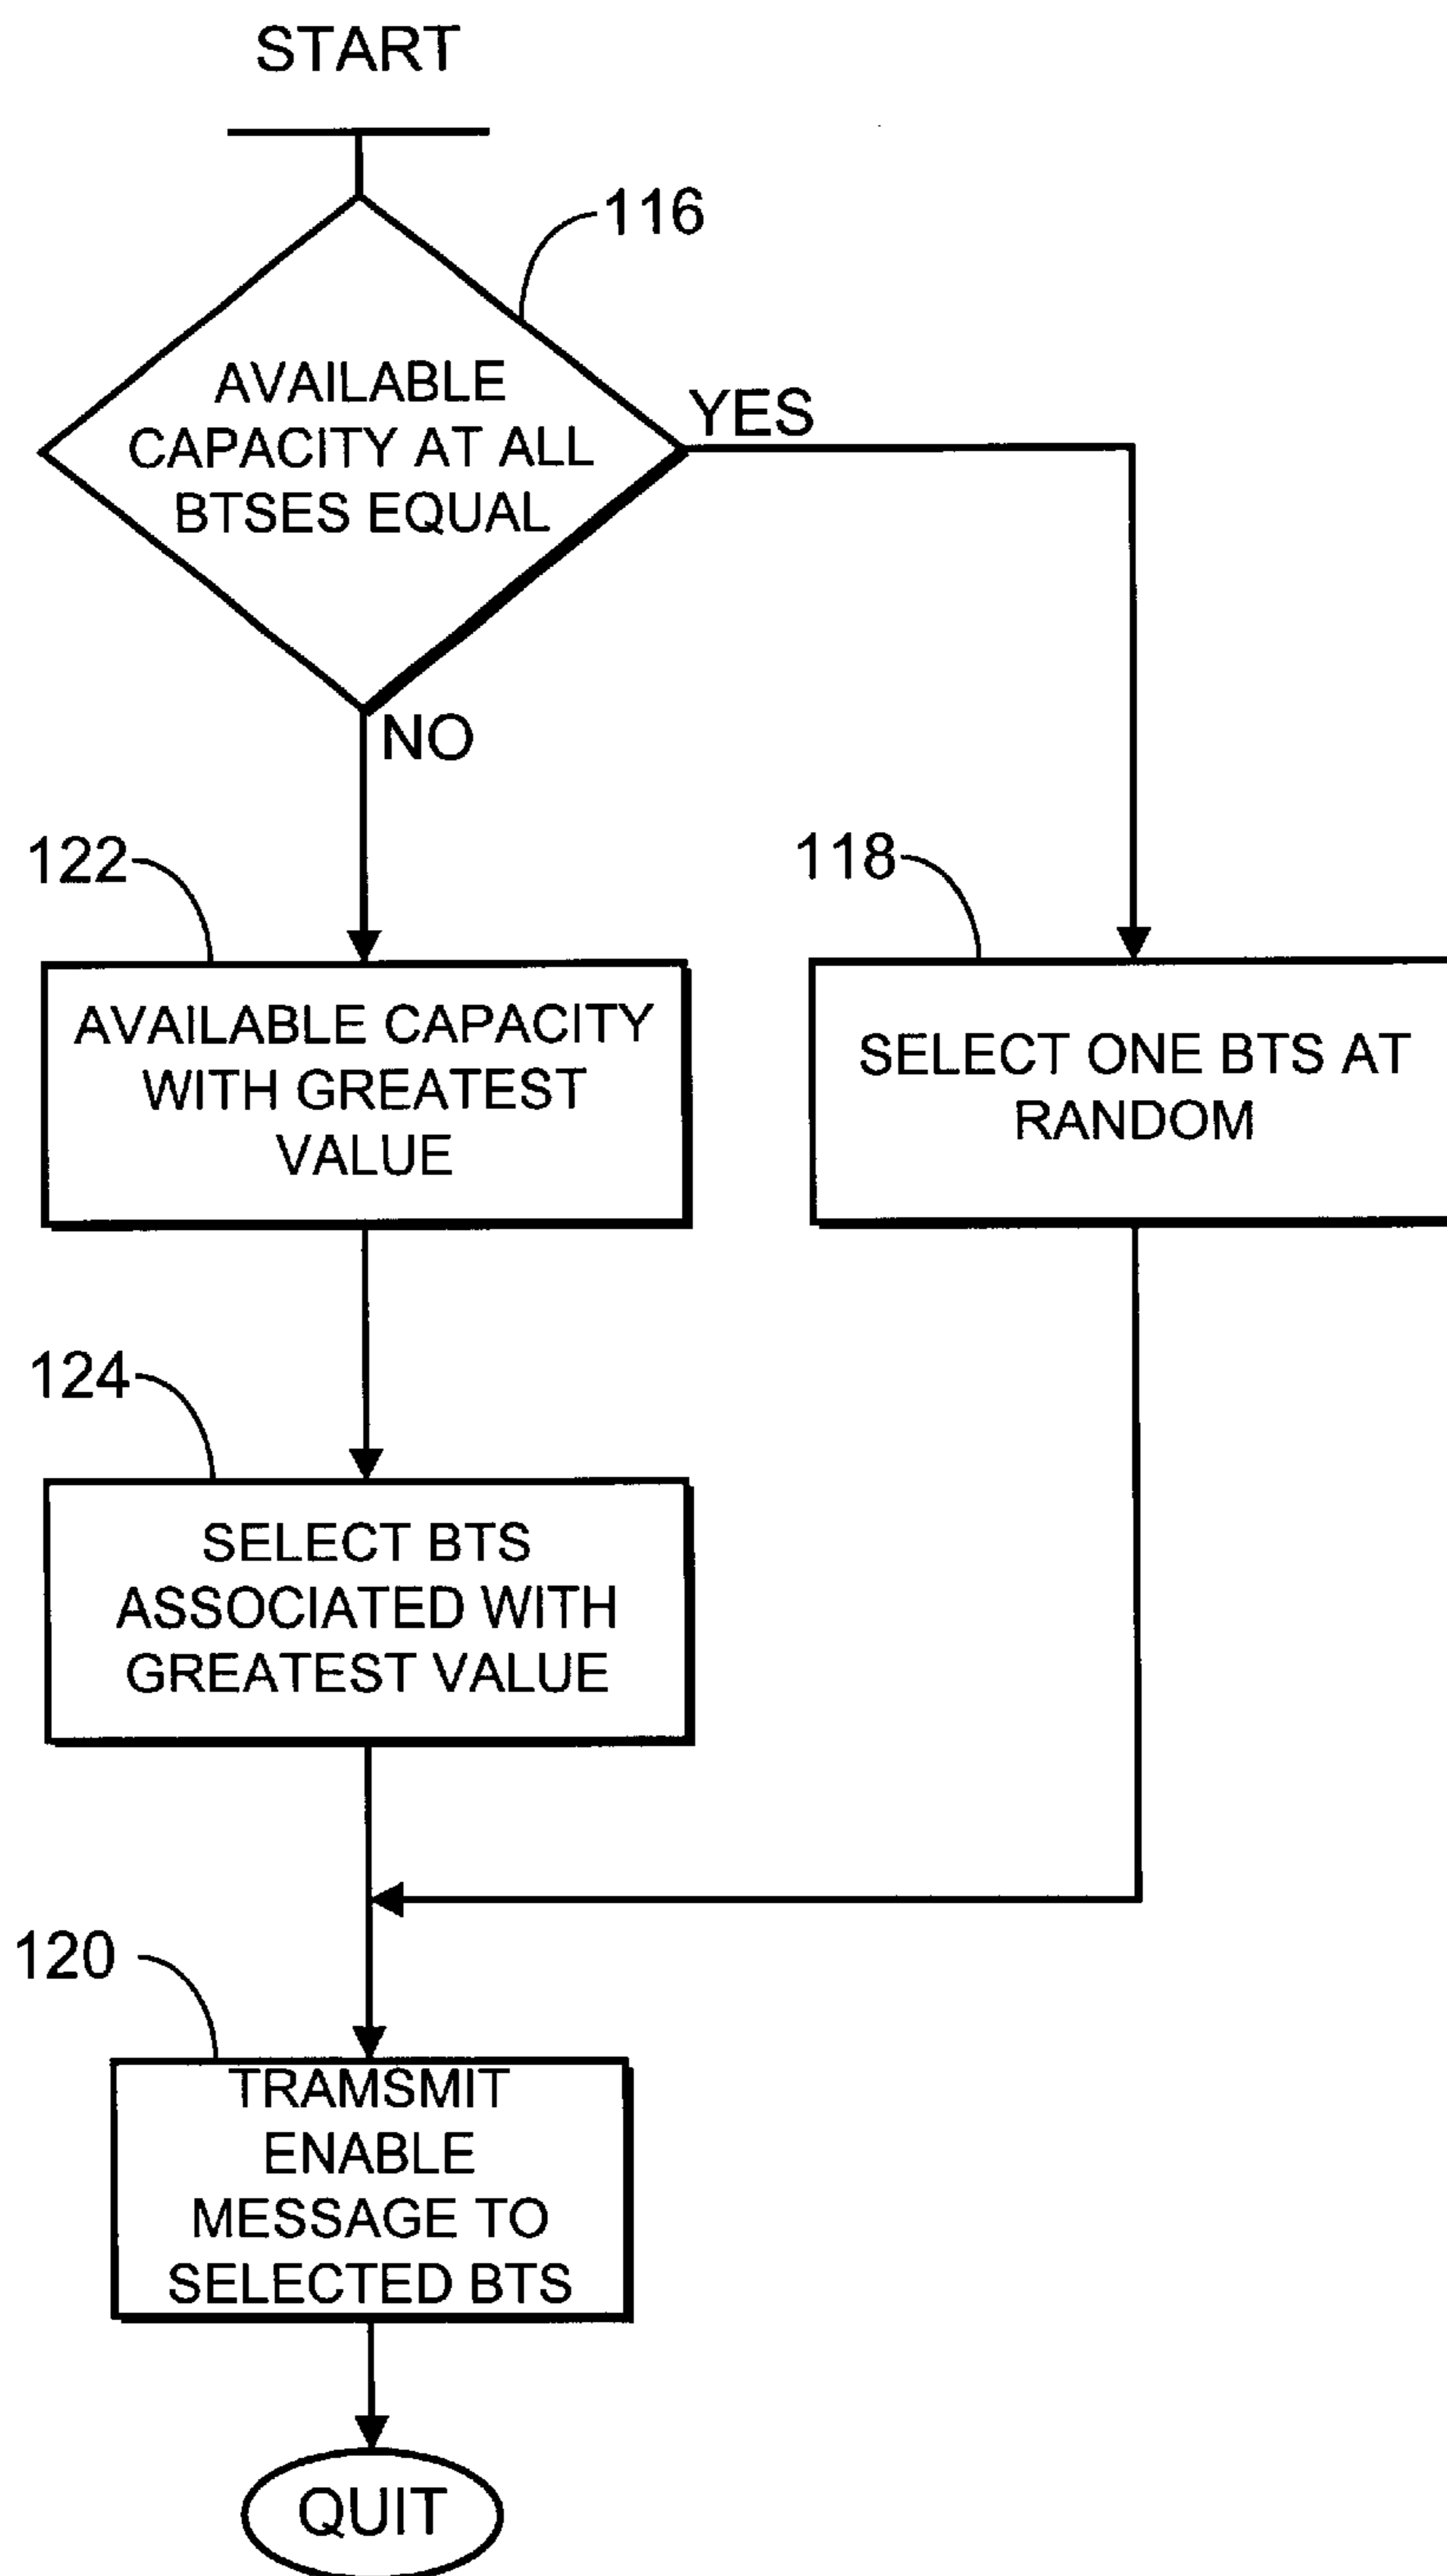 START
116
AVAILABLE
CAPACITY AT ALL
BTSES EQUAL
YES
NO
122
AVAILABLE CAPACITY
WITH GREATEST
VALUE
118
SELECT ONE BTS AT
RANDOM
124
SELECT BTS
ASSOCIATED WITH
GREATEST VALUE
120
TRAMSMIT
ENABLE
MESSAGE TO
SELECTED BTS
QUIT